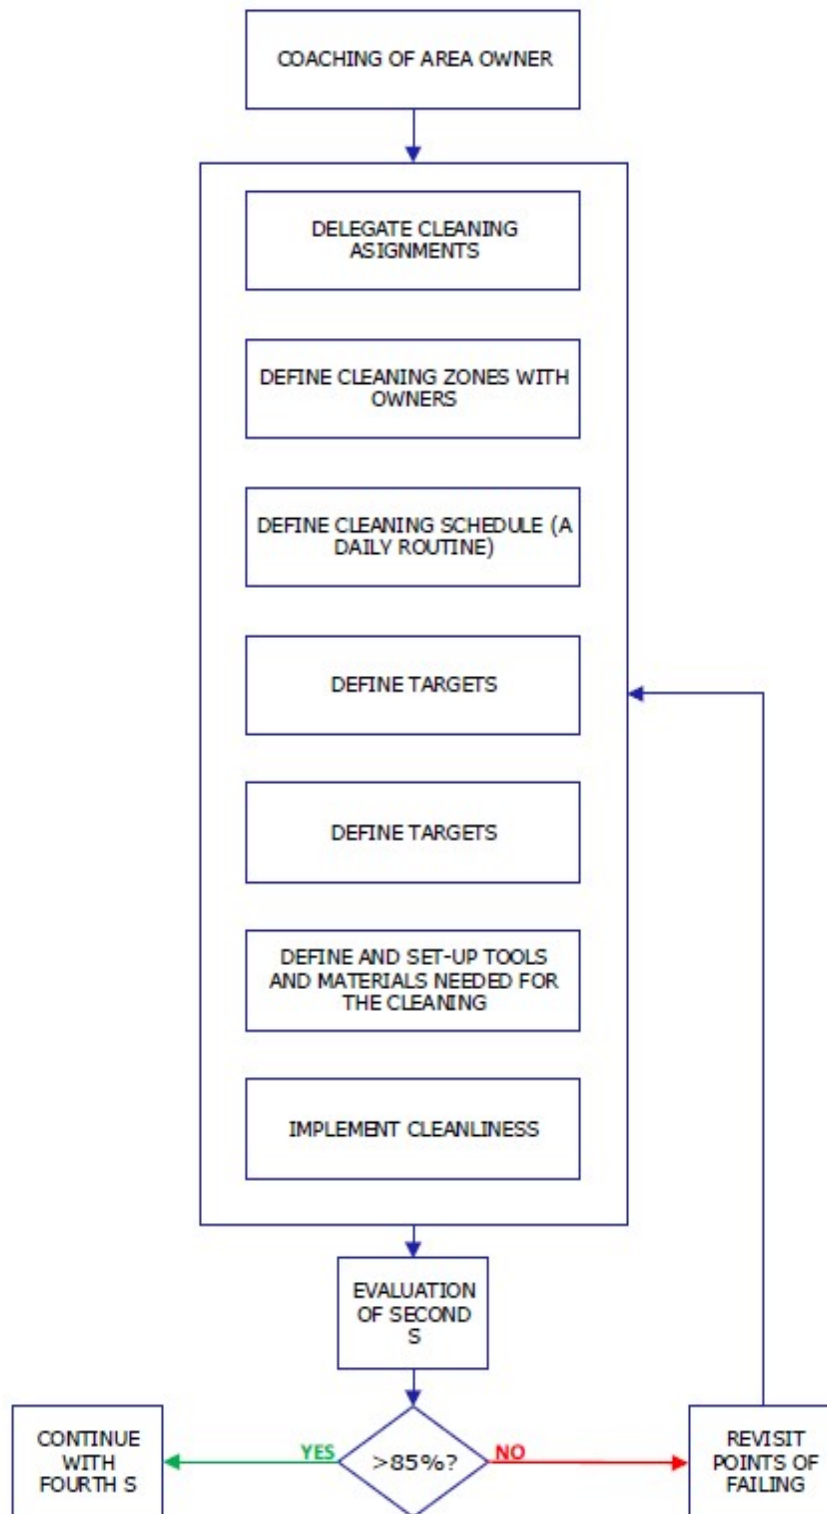 COACHING OF AREA OWNER
DELEGATE CLEANING
ASIGNMENTS
DEFINE CLEANING ZONES WITH
OWNERS
DEFINE CLEANING SCHEDULE (A
DAILY ROUTINE)
DEFINE TARGETS
DEFINE TARGETS
DEFINE AND SET-UP TOOLS
AND MATERIALS NEEDED FOR
THE CLEANING
IMPLEMENT CLEANLINESS
EVALUATION
OF SECOND
S
CONTINUE
WITH
FOURTH S
YES
>85%?
NO
REVISIT
POINTS OF
FAILING